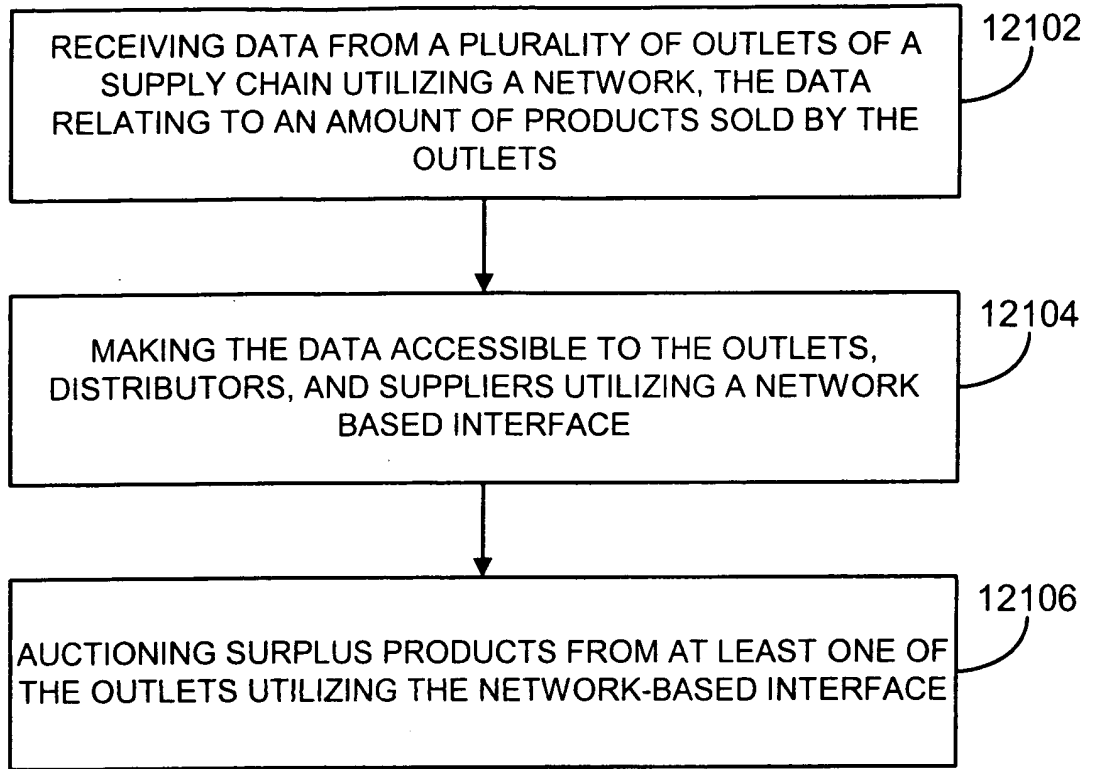 RECEIVING DATA FROM A PLURALITY OF OUTLETS OF A
SUPPLY CHAIN UTILIZING A NETWORK, THE DATA
RELATING TO AN AMOUNT OF PRODUCTS SOLD BY THE
OUTLETS
12102
MAKING THE DATA ACCESSIBLE TO THE OUTLETS,
DISTRIBUTORS, AND SUPPLIERS UTILIZING A NETWORK
BASED INTERFACE
12104
AUCTIONING SURPLUS PRODUCTS FROM AT LEAST ONE OF
THE OUTLETS UTILIZING THE NETWORK-BASED INTERFACE
12106